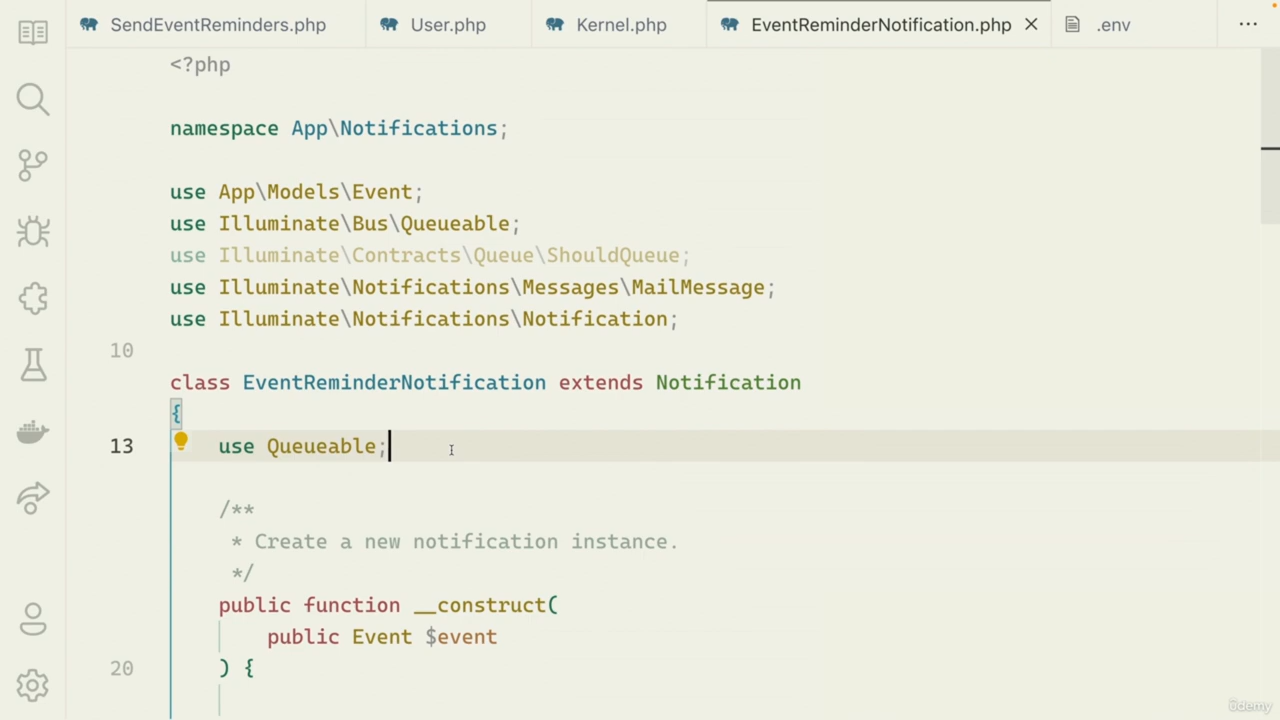 SendEventReminders.php User.php Kernel.php EventReminderNotification.php .env
<?php
namespace App\Notifications;
use App\Models\Event;
use Illuminate\Bus\Queueable;
use Illuminate\Contracts\Queue\ShouldQueue;
use Illuminate\Notifications\Messages\MailMessage;
use Illuminate\Notifications\Notification;
10
class EventReminderNotification extends Notification
{
13 use Queueable;
/**
* Create a new notification instance.
*/
public function __construct(
public Event $event
20 ) {
ûdemy